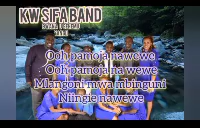 KW SIFA BAND
Ooh pamoja nawewe
Ooh pamoja na wewe
Mlangoni mwa mbinguni
Niingie nawewe